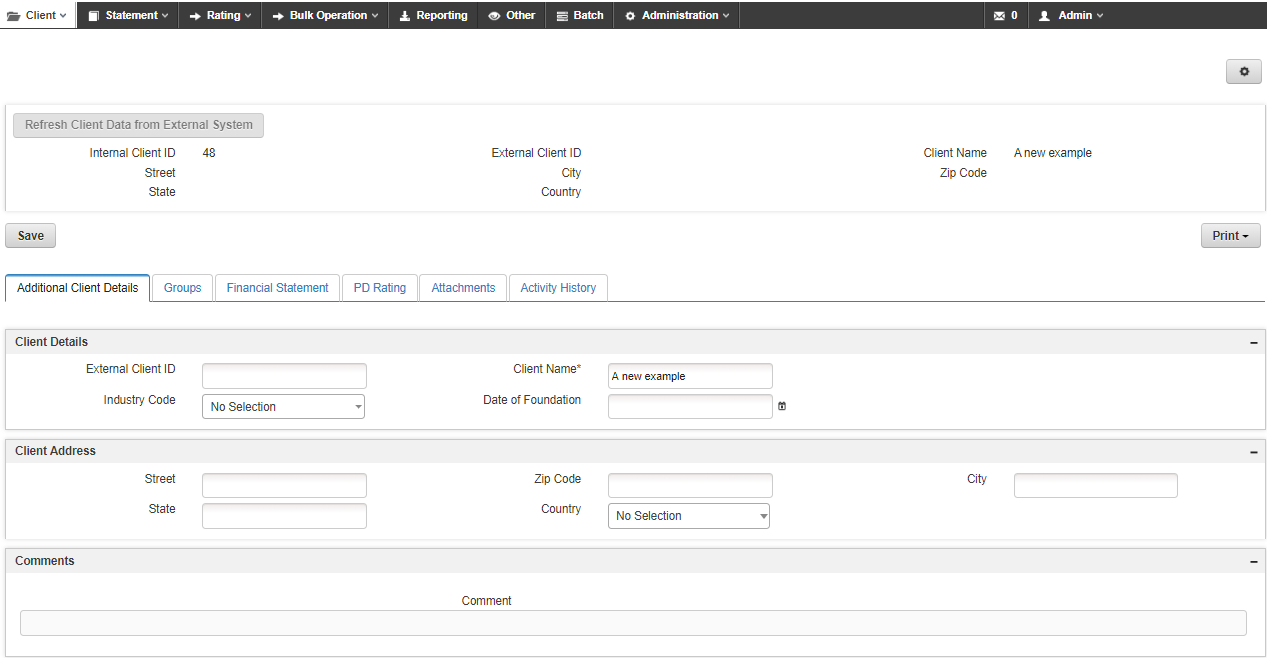 Client Statement Rating Bulk Operation Reporting Other Batch Administration 0 Admin
Refresh Client Data from External System
Internal Client ID 48 External Client ID Client Name A new example
Street City Zip Code
State Country
Save Print
Additional Client Details Groups Financial Statement PD Rating Attachments Activity History
Client Details
External Client ID Client Name* A new example
Industry Code No Selection Date of Foundation
Client Address
Street Zip Code City
State Country No Selection
Comments
Comment